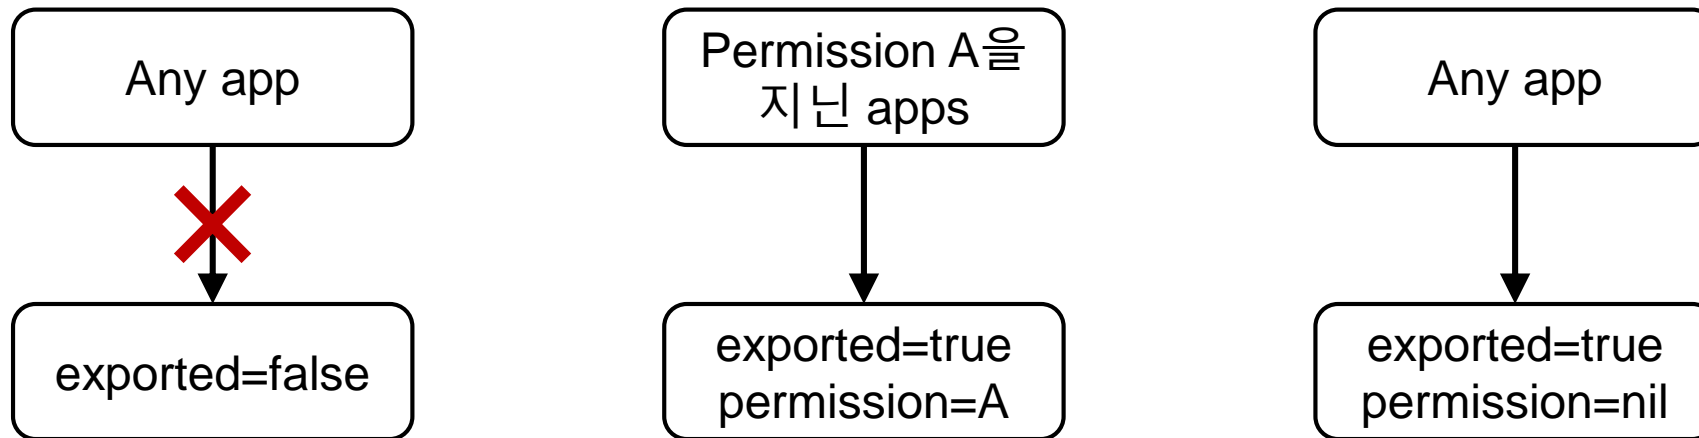 Any app
Permission A을
지닌 apps
Any app
exported=false
exported=true
permission=A
exported=true
permission=nil